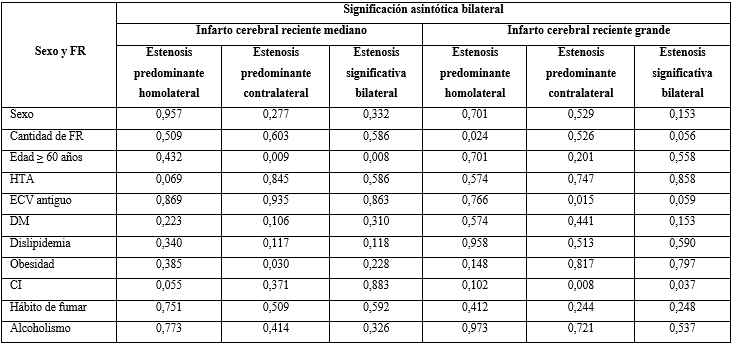 Sexo y FR
Significación asintótica bilateral
Infarto cerebral reciente mediano
Infarto cerebral reciente grande
Estenosis predominante homolateral
Estenosis predominante contralateral
Estenosis significativa bilateral
Estenosis predominante homolateral
Estenosis predominante contralateral
Estenosis significativa bilateral
Sexo 0,957 0,277 0,332 0,701 0,529 0,153
Cantidad de FR 0,509 0,603 0,586 0,024 0,526 0,056
Edad ≥ 60 años 0,432 0,009 0,008 0,701 0,201 0,558
HTA 0,069 0,845 0,586 0,574 0,747 0,858
ECV antiguo 0,869 0,935 0,863 0,766 0,015 0,059
DM 0,223 0,106 0,310 0,574 0,441 0,153
Dislipidemia 0,340 0,117 0,118 0,958 0,513 0,590
Obesidad 0,385 0,030 0,228 0,148 0,817 0,797
CI 0,055 0,371 0,883 0,102 0,008 0,037
Hábito de fumar 0,751 0,509 0,592 0,412 0,244 0,248
Alcoholismo 0,773 0,414 0,326 0,973 0,721 0,537